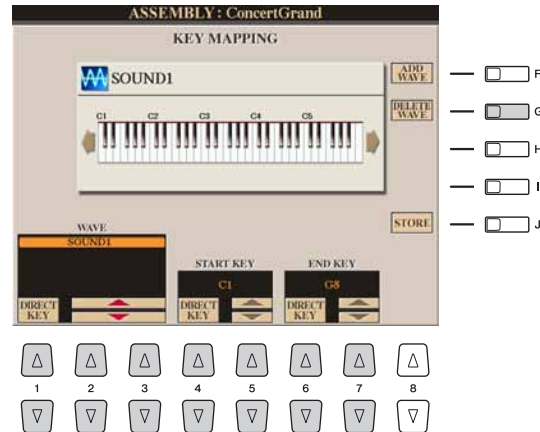 ASSEMBLY : ConcertGrand
KEY MAPPING
SOUND1
C1 C2 C3 C4 C5
ADD
WAVE
DELETE
WAVE
STORE
F
G
H
I
J
WAVE
SOUND1
DIRECT
KEY
START KEY
C1
DIRECT
KEY
END KEY
G8
DIRECT
KEY
1 2 3 4 5 6 7 8